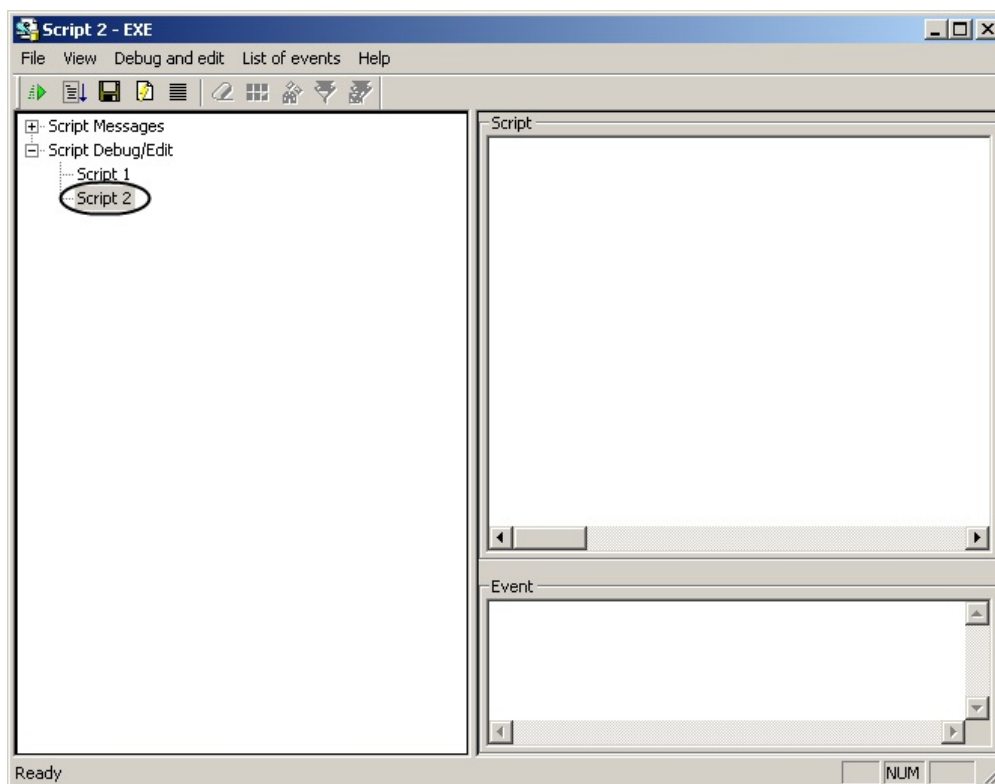 Script 2 - EXE
File View Debug and edit List of events Help
Script Messages
Script Debug/Edit
Script 1
Script 2
Script
Event
Ready
NUM